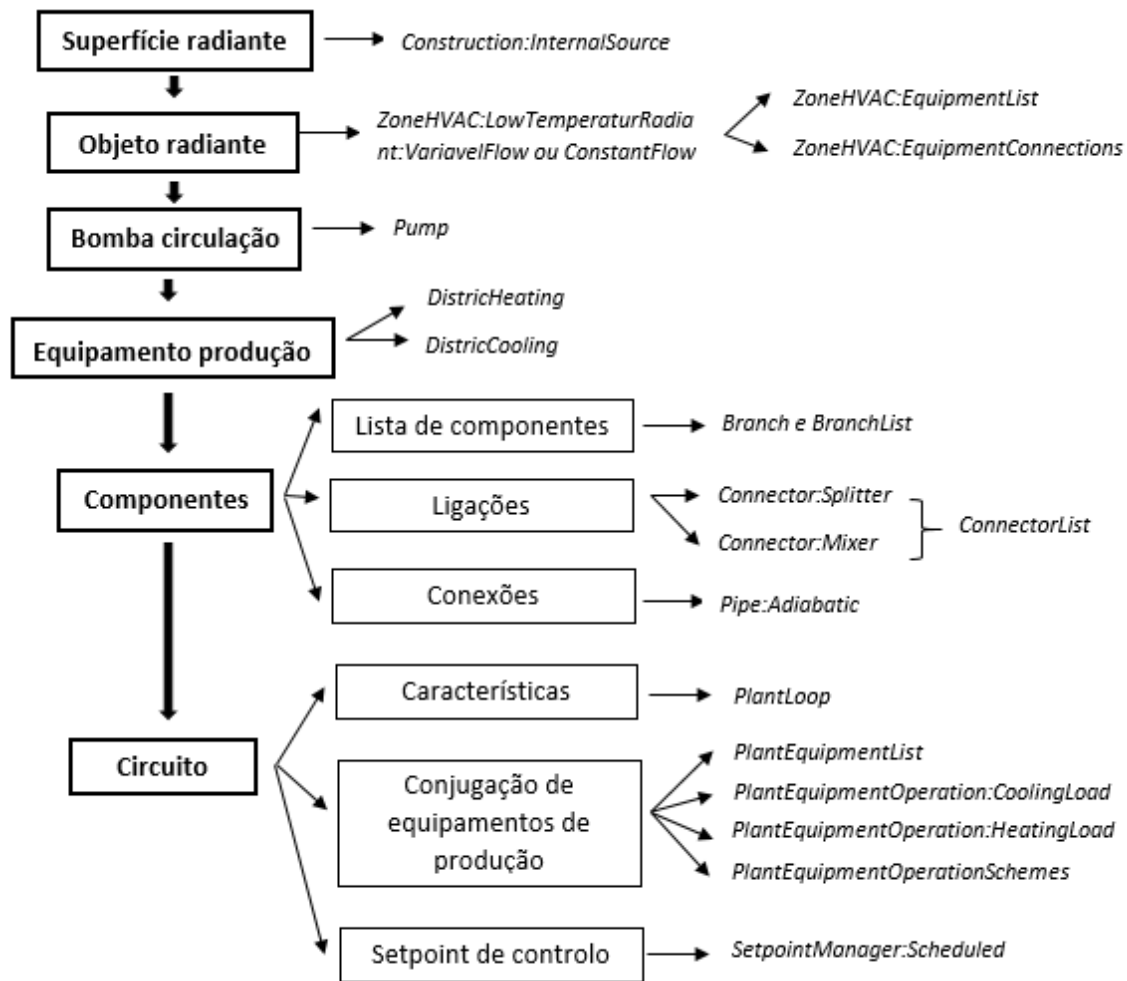 Superfície radiante
Construction:InternalSource
Objeto radiante
ZoneHVAC:LowTemperaturRadia
nt:VariavelFlow ou ConstantFlow
ZoneHVAC:EquipmentList
ZoneHVAC:EquipmentConnections
Bomba circulação
Pump
Equipamento produção
DistricHeating
DistricCooling
Componentes
Lista de componentes
Branch e BranchList
Ligações
Connector:Splitter
Connector:Mixer
ConnectorList
Conexões
Pipe:Adiabatic
Circuito
Características
PlantLoop
Conjugação de
equipamentos de
produção
PlantEquipmentList
PlantEquipmentOperation:CoolingLoad
PlantEquipmentOperation:HeatingLoad
PlantEquipmentOperationSchemes
Setpoint de controlo
SetpointManager:Scheduled